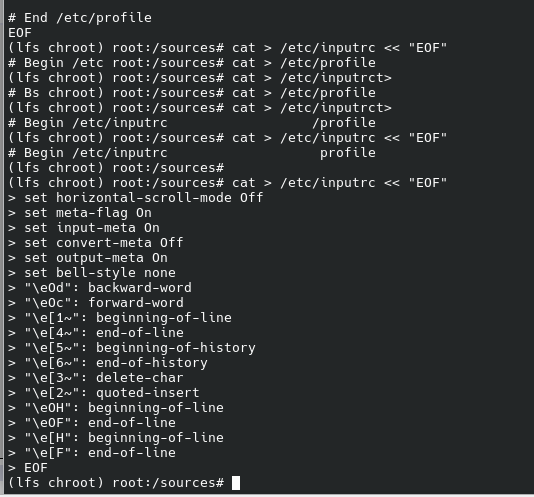 # End /etc/profile
EOF
(lfs chroot) root:/sources# cat > /etc/inputrc << "EOF"
# Begin /etc root:/sources# cat > /etc/profile
(lfs chroot) root:/sources# cat > /etc/inputrct>
# Bs chroot) root:/sources# cat > /etc/profile
(lfs chroot) root:/sources# cat > /etc/inputrct>
# Begin /etc/inputrc                  /profile
(lfs chroot) root:/sources# cat > /etc/inputrc << "EOF"
# Begin /etc/inputrc                   profile
(lfs chroot) root:/sources#
(lfs chroot) root:/sources# cat > /etc/inputrc << "EOF"
> set horizontal-scroll-mode Off
> set meta-flag On
> set input-meta On
> set convert-meta Off
> set output-meta On
> set bell-style none
> "\eOd": backward-word
> "\eOc": forward-word
> "\e[1~": beginning-of-line
> "\e[4~": end-of-line
> "\e[5~": beginning-of-history
> "\e[6~": end-of-history
> "\e[3~": delete-char
> "\e[2~": quoted-insert
> "\eOH": beginning-of-line
> "\eOF": end-of-line
> "\e[H": beginning-of-line
> "\e[F": end-of-line
> EOF
(lfs chroot) root:/sources#